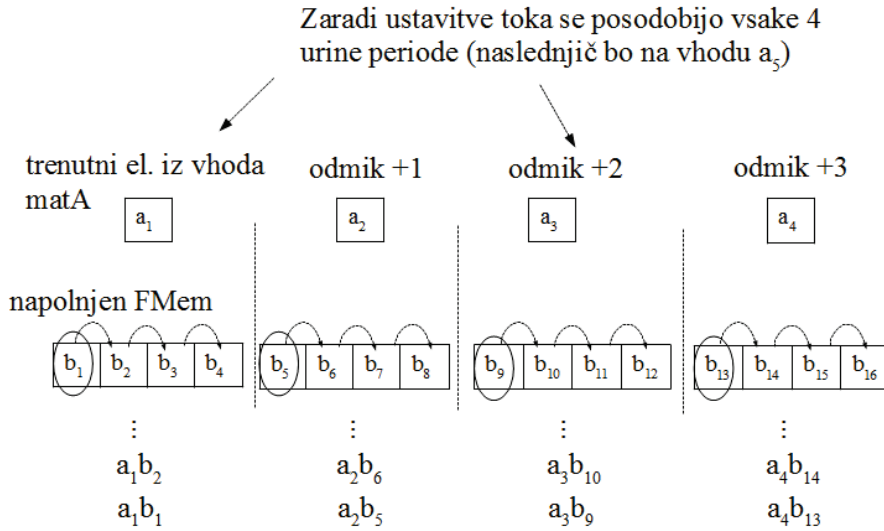 Zaradi ustavitve toka se posodobijo vsake 4
urine periode (naslednjič bo na vhodu a₅)
trenutni el. iz vhoda
matA
odmik +1
odmik +2
odmik +3
a₁
a₂
a₃
a₄
napolnjen FMem
b₁ b₂ b₃ b₄
b₅ b₆ b₇ b₈
b₉ b₁₀ b₁₁ b₁₂
b₁₃ b₁₄ b₁₅ b₁₆
⋮ ⋮ ⋮ ⋮
a₁b₂ a₂b₆ a₃b₁₀ a₄b₁₄
a₁b₁ a₂b₅ a₃b₉ a₄b₁₃